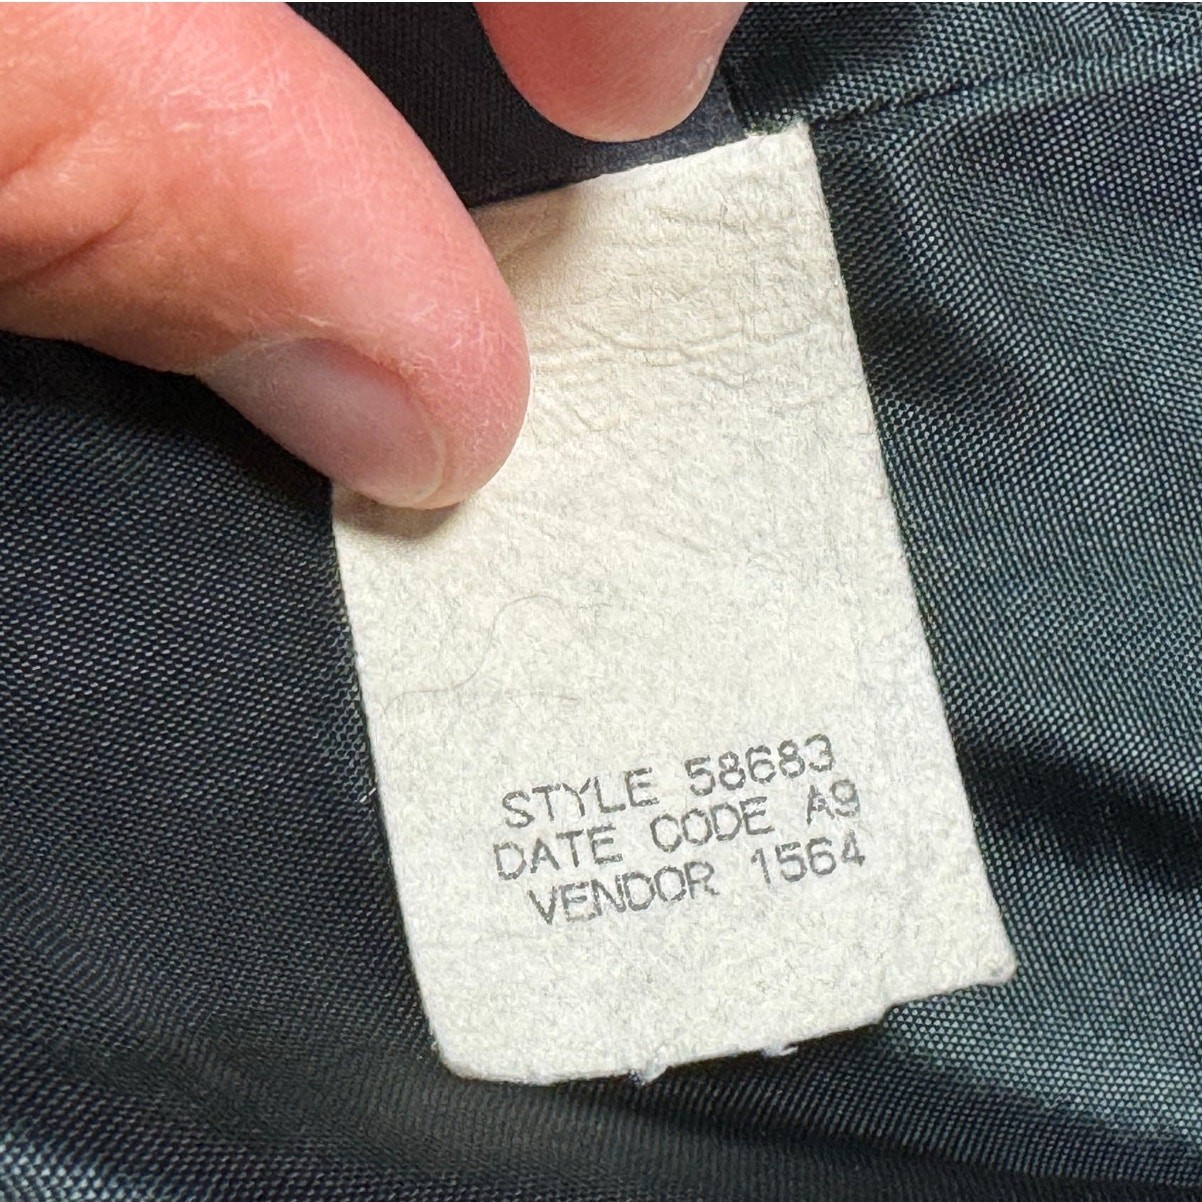 STYLE 58683
DATE CODE A9
VENDOR 1564